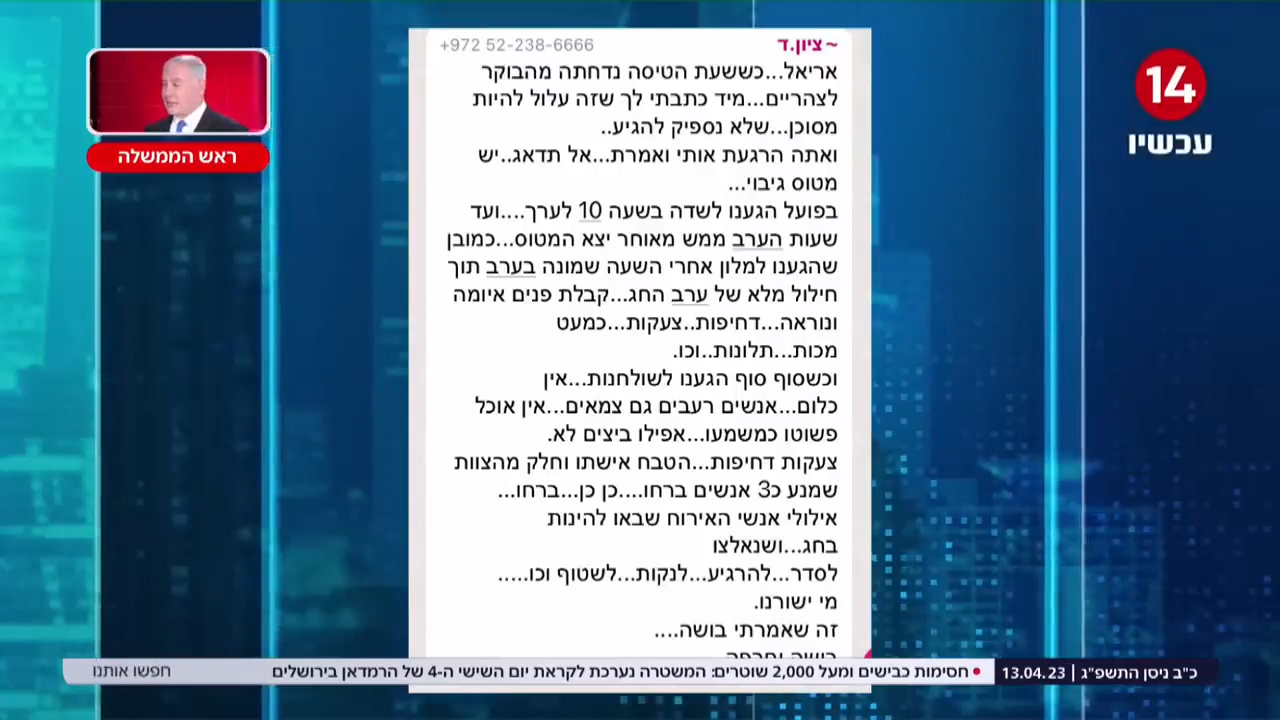 ~ציון.ד
+972 52-238-6666
אריאל...כששעת הטיסה נדחתה מהבוקר
לצהריים...מיד כתבתי לך שזה עלול להיות
מסוכן...שלא נספיק להגיע..
ואתה הרגעת אותי ואמרת...אל תדאג..יש
מטוס גיבוי...
בפועל הגענו לשדה בשעה 10 לערך....ועד
שעות הערב ממש מאוחר יצא המטוס...כמובן
שהגענו למלון אחרי השעה שמונה בערב תוך
חילול מלא של ערב החג...קבלת פנים איומה
ונוראה...דחיפות..צעקות...כמעט
מכות...תלונות..וכו.
וכשסוף סוף הגענו לשולחנות...אין
כלום...אנשים רעבים גם צמאים...אין אוכל
פשוטו כמשמעו...אפילו ביצים לא.
צעקות דחיפות...הטבח אישתו וחלק מהצוות
שמנע כ3 אנשים ברחו....כן כן...ברחו...
אילולי אנשי האירוח שבאו להינות
בחג...ושנאלצו
לסדר...להרגיע...לנקות...לשטוף וכו.....
מי ישורנו.
זה שאמרתי בושה....
ראש הממשלה
14
עכשיו
כ"ב ניסן התשפ"ג | 13.04.23
• חסימות כבישים ומעל 2,000 שוטרים: המשטרה נערכת לקראת יום השישי ה-4 של הרמדאן בירושלים
חפשו אותנו